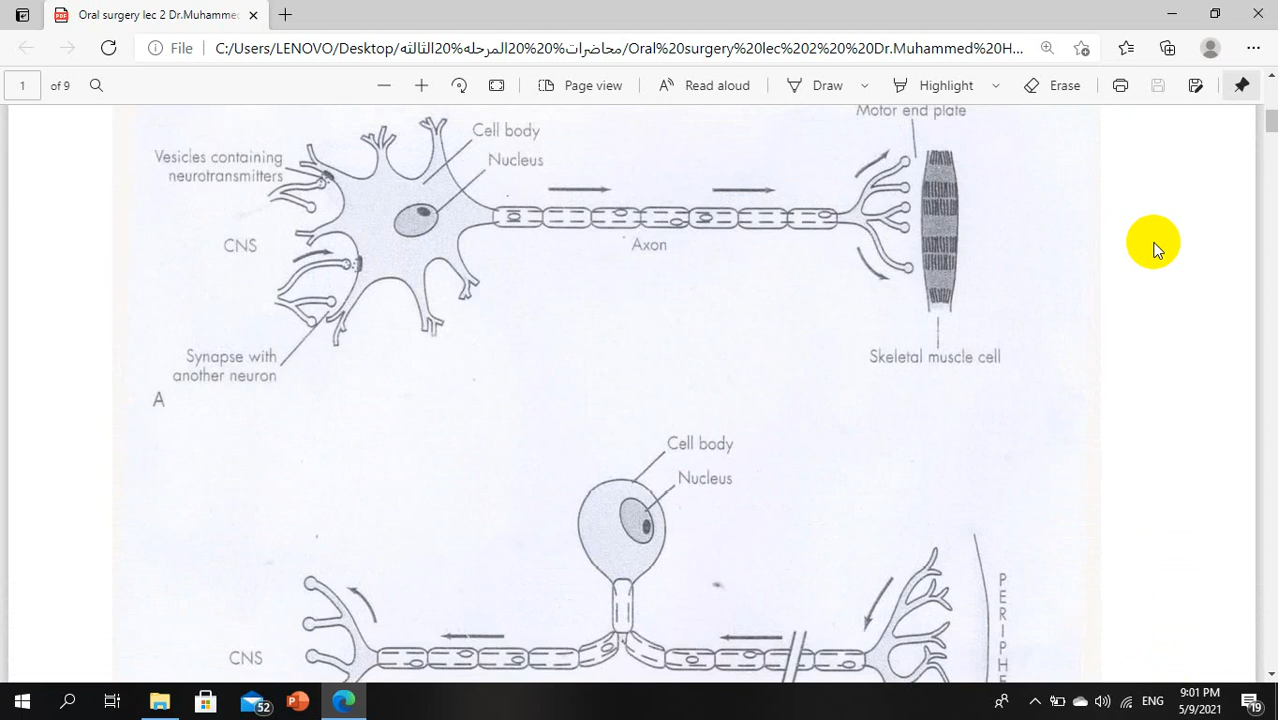 Oral surgery lec 2 Dr.Muhammed
File
C:/Users/LENOVO/Desktop/محاضرات%20%20المرحله%20الثالثه/Oral%20surgery%20lec%202%20%20Dr.Muhammed%20H...
1
of 9
Page view
Read aloud
Draw
Highlight
Erase
Motor end plate
Cell body
Vesicles containing
neurotransmitters
Nucleus
CNS
Axon
Synapse with
another neuron
Skeletal muscle cell
A
Cell body
Nucleus
PERIPHE
CNS
52
ENG
9:01 PM
5/9/2021
19